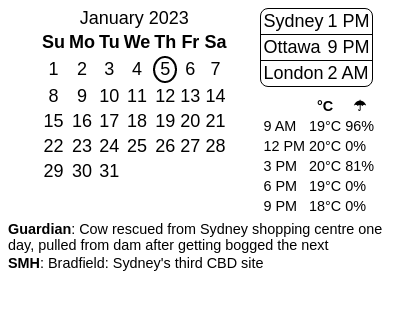 January 2023
Su Mo Tu We Th Fr Sa
1 2 3 4 5 6 7
8 9 10 11 12 13 14
15 16 17 18 19 20 21
22 23 24 25 26 27 28
29 30 31
Sydney 1 PM
Ottawa 9 PM
London 2 AM
°C ☂
9 AM 19°C 96%
12 PM 20°C 0%
3 PM 20°C 81%
6 PM 19°C 0%
9 PM 18°C 0%
Guardian: Cow rescued from Sydney shopping centre one
day, pulled from dam after getting bogged the next
SMH: Bradfield: Sydney's third CBD site